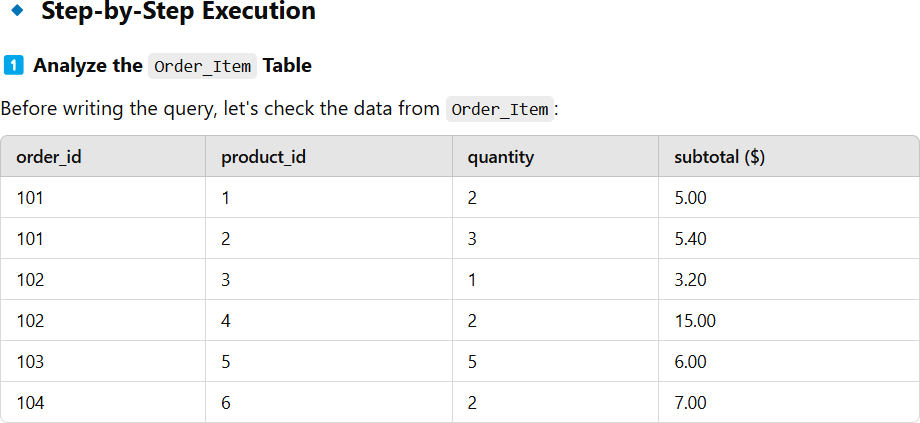 Step-by-Step Execution
1 Analyze the Order_Item Table
Before writing the query, let's check the data from Order_Item:
order_id product_id quantity subtotal ($)
101 1 2 5.00
101 2 3 5.40
102 3 1 3.20
102 4 2 15.00
103 5 5 6.00
104 6 2 7.00